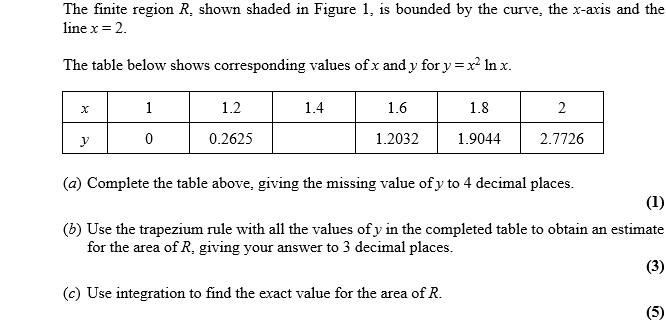 The finite region R, shown shaded in Figure 1, is bounded by the curve, the x-axis and the
line x = 2.
The table below shows corresponding values of x and y for y = x² ln x.
x 1 1.2 1.4 1.6 1.8 2
y 0 0.2625 1.2032 1.9044 2.7726
(a) Complete the table above, giving the missing value of y to 4 decimal places.
(1)
(b) Use the trapezium rule with all the values of y in the completed table to obtain an estimate
for the area of R, giving your answer to 3 decimal places.
(3)
(c) Use integration to find the exact value for the area of R.
(5)